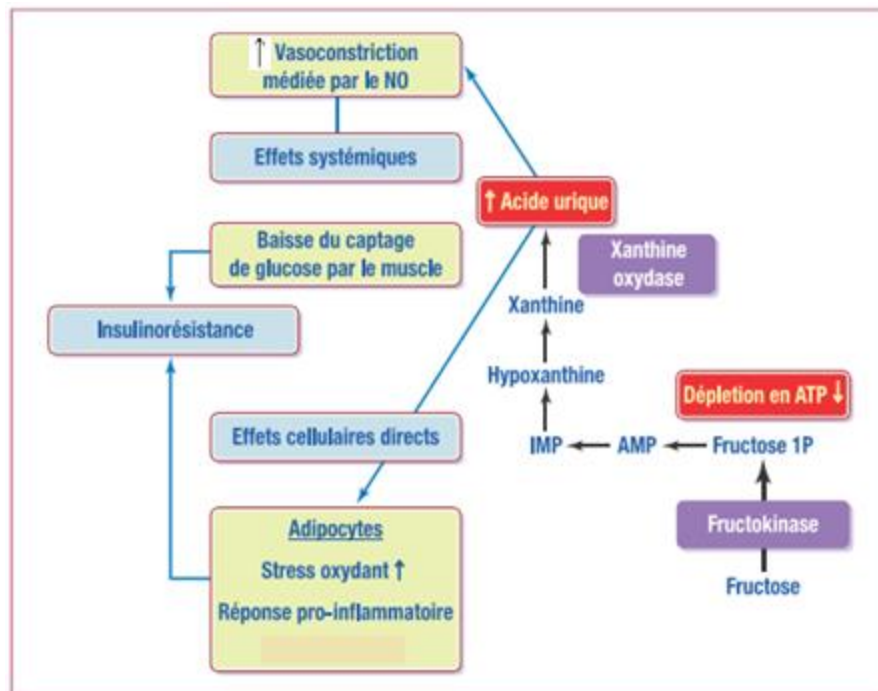 ↑ Vasoconstriction
médiée par le NO
Effets systémiques
↑ Acide urique
Baisse du captage
de glucose par le muscle
Xanthine
oxydase
Xanthine
Insulinorésistance
Hypoxanthine
Dépletion en ATP ↓
Effets cellulaires directs
IMP
AMP
Fructose 1P
Fructokinase
Adipocytes
Stress oxydant ↑
Fructose
Réponse pro-inflammatoire